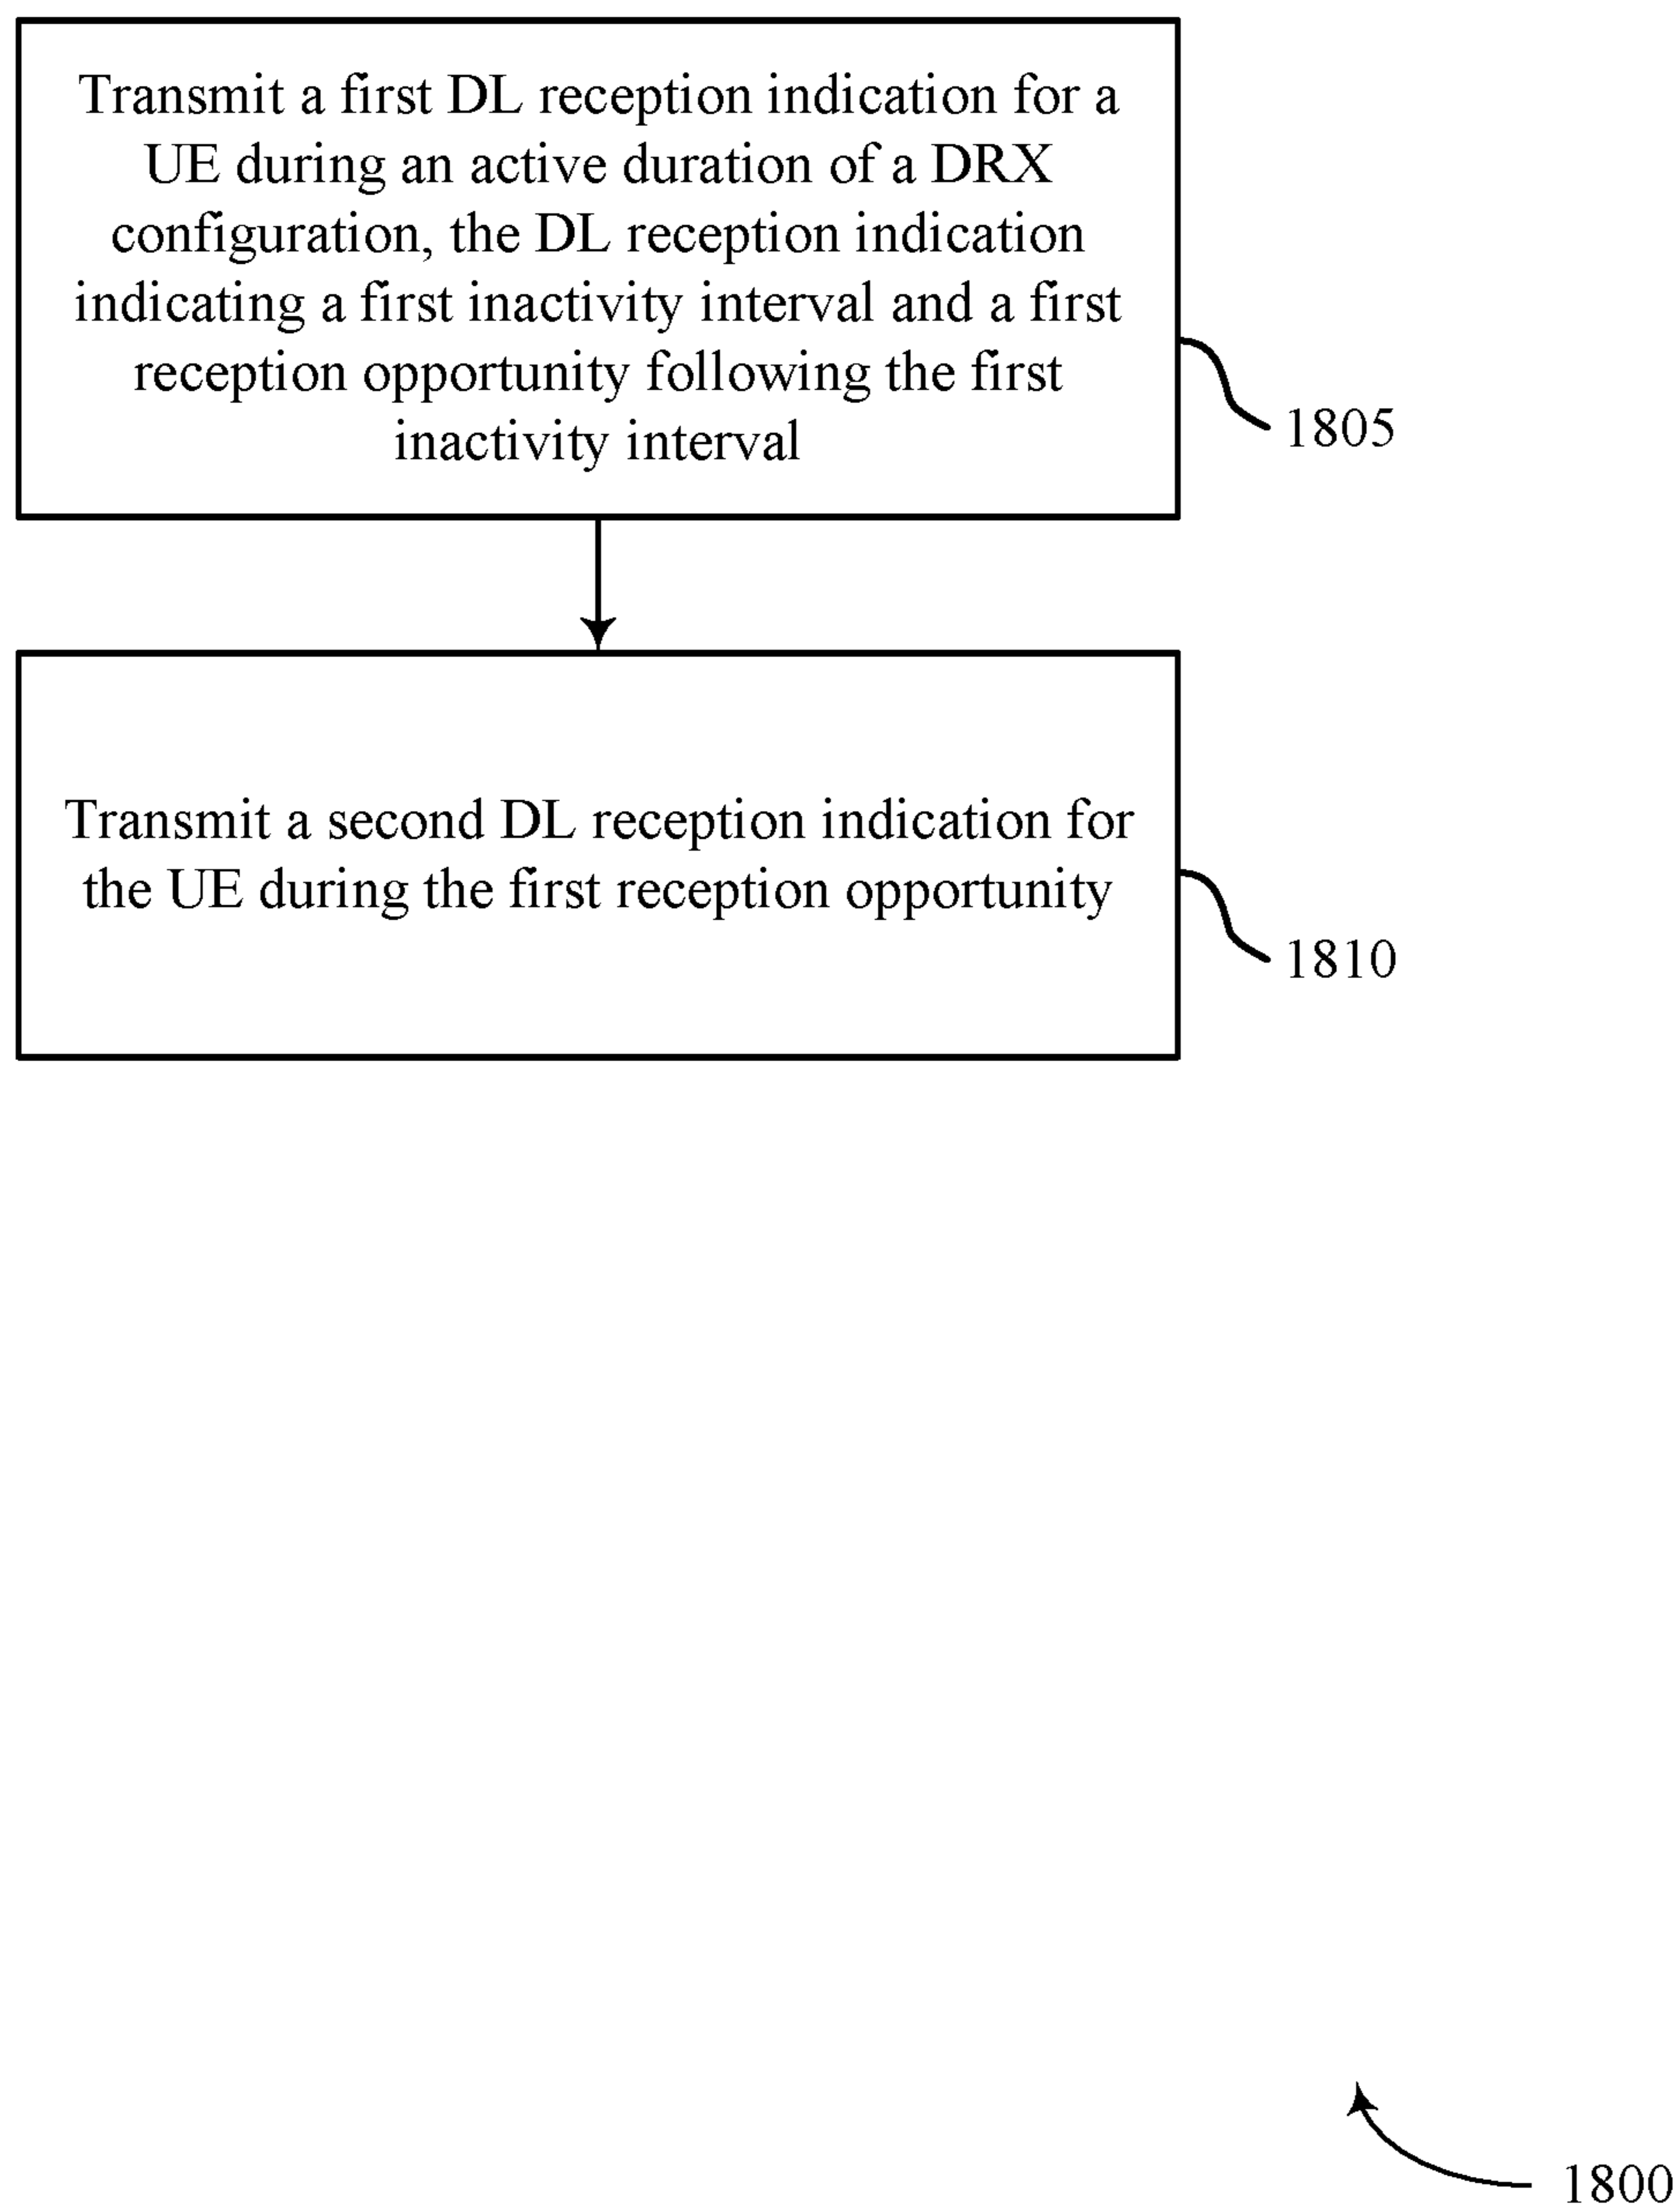 Transmit a first DL reception indication for a
UE during an active duration of a DRX
configuration, the DL reception indication
indicating a first inactivity interval and a first
reception opportunity following the first
inactivity interval
1805
Transmit a second DL reception indication for
the UE during the first reception opportunity
1810
1800